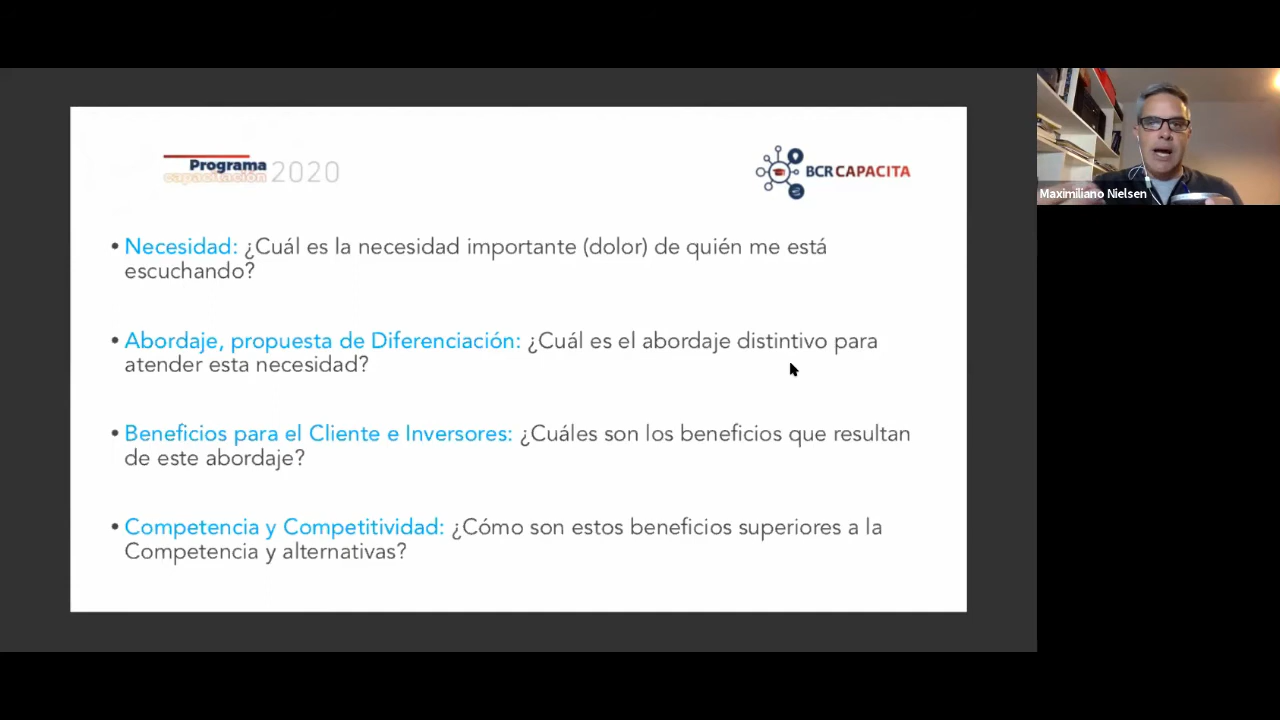 Programa
capacitación 2020
BCR CAPACITA
Maximiliano Nielsen
• Necesidad: ¿Cuál es la necesidad importante (dolor) de quién me está
escuchando?
• Abordaje, propuesta de Diferenciación: ¿Cuál es el abordaje distintivo para
atender esta necesidad?
• Beneficios para el Cliente e Inversores: ¿Cuáles son los beneficios que resultan
de este abordaje?
• Competencia y Competitividad: ¿Cómo son estos beneficios superiores a la
Competencia y alternativas?